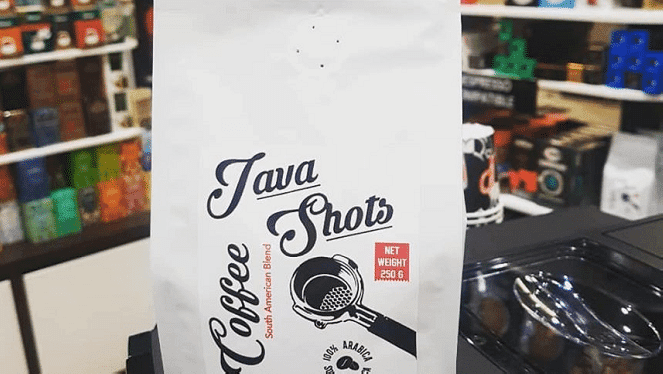 Java
Shots
Coffee
South American Blend
NET
WEIGHT
250 G
100% ARABICA